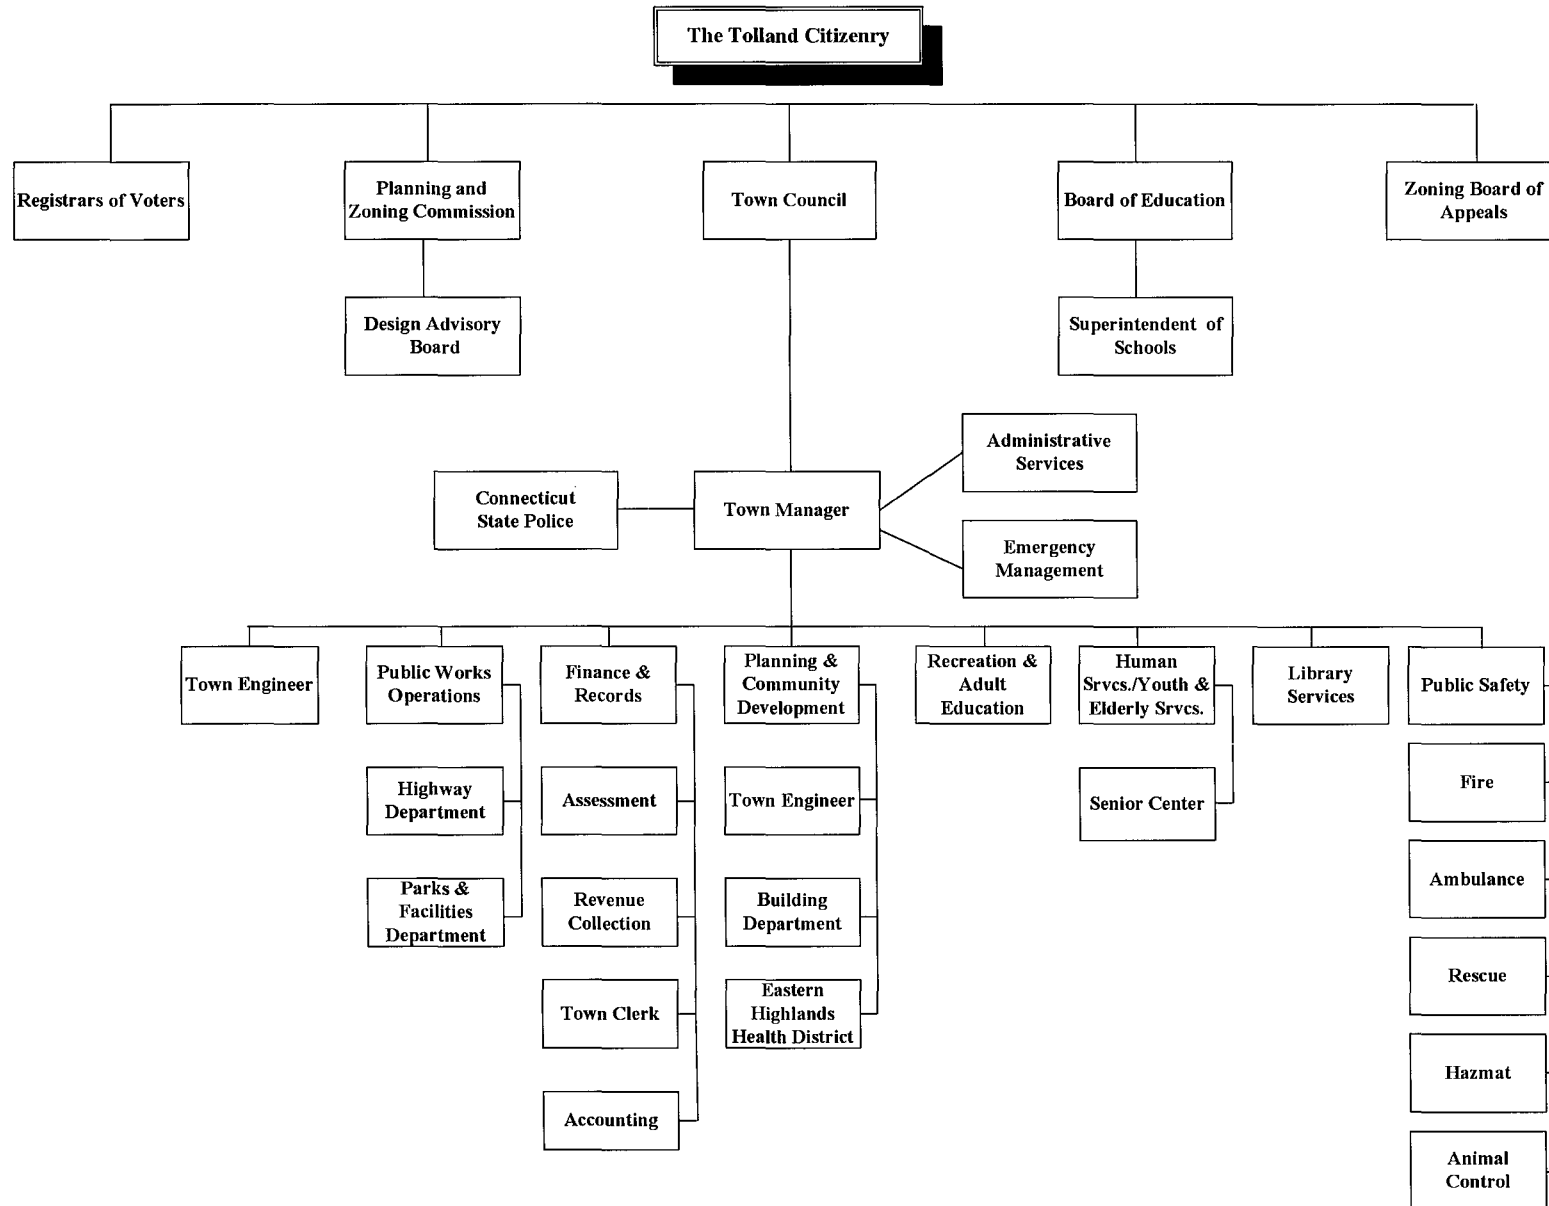 The Tolland Citizenry
Registrars of Voters
Planning and
Zoning Commission
Town Council
Board of Education
Zoning Board of
Appeals
Design Advisory
Board
Superintendent of
Schools
Administrative
Services
Connecticut
State Police
Town Manager
Emergency
Management
Town Engineer
Public Works
Operations
Finance &
Records
Planning &
Community
Development
Recreation &
Adult
Education
Human
Srvcs./Youth &
Elderly Srvcs.
Library
Services
Public Safety
Highway
Department
Assessment
Town Engineer
Senior Center
Fire
Parks &
Facilities
Department
Revenue
Collection
Building
Department
Ambulance
Town Clerk
Eastern
Highlands
Health District
Rescue
Accounting
Hazmat
Animal
Control